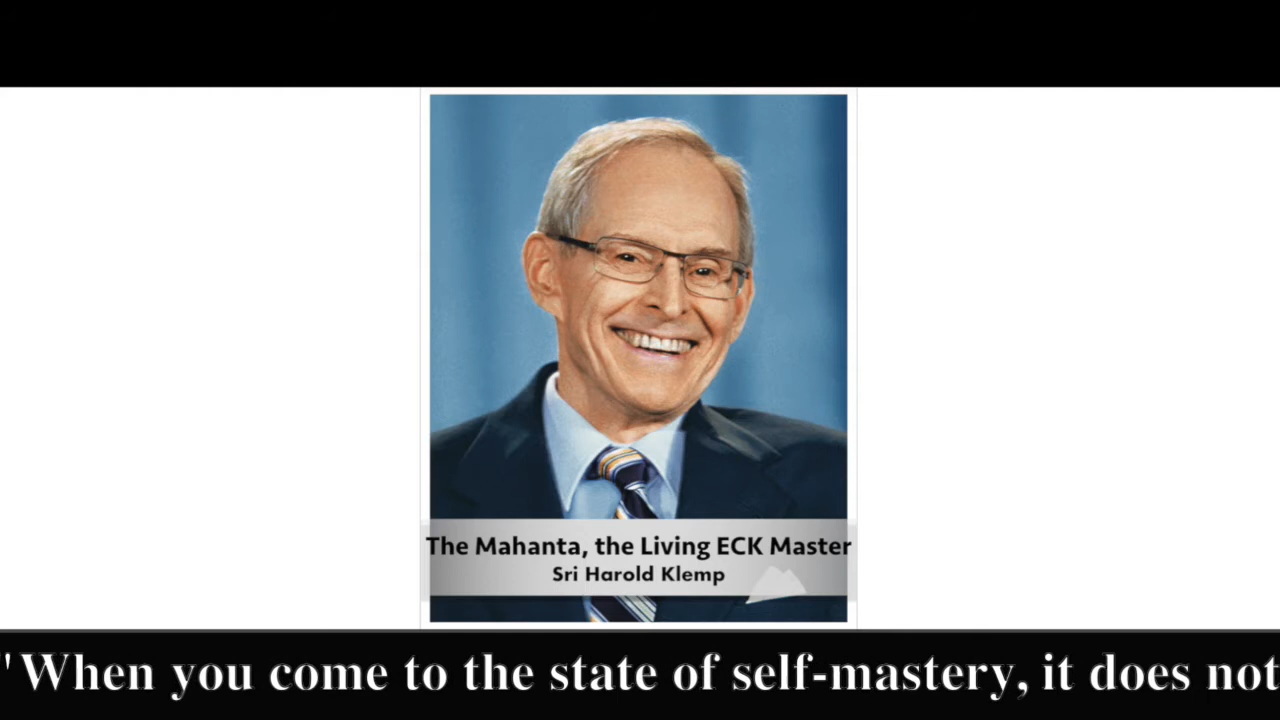 The Mahanta, the Living ECK Master
Sri Harold Klemp
"When you come to the state of self-mastery, it does not